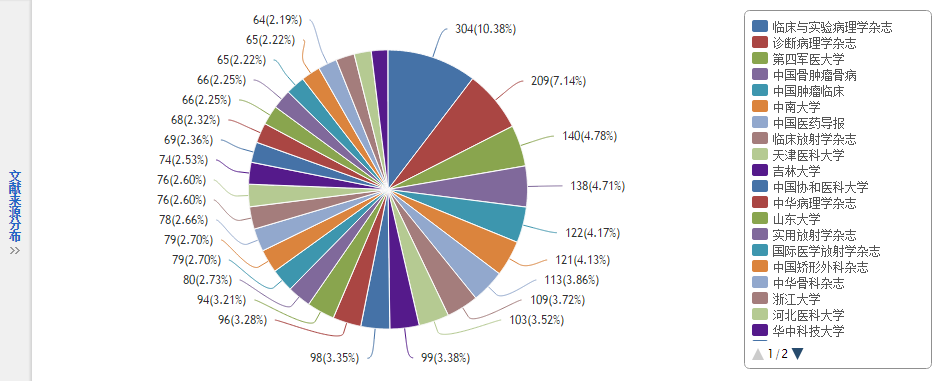 文献来源分布
304(10.38%)
209(7.14%)
140(4.78%)
138(4.71%)
122(4.17%)
121(4.13%)
113(3.86%)
109(3.72%)
103(3.52%)
99(3.38%)
98(3.35%)
96(3.28%)
94(3.21%)
80(2.73%)
79(2.70%)
79(2.70%)
78(2.66%)
76(2.60%)
76(2.60%)
74(2.53%)
69(2.36%)
68(2.32%)
66(2.25%)
66(2.25%)
65(2.22%)
65(2.22%)
64(2.19%)
临床与实验病理学杂志
诊断病理学杂志
第四军医大学
中国骨肿瘤骨病
中国肿瘤临床
中南大学
中国医药导报
临床放射学杂志
天津医科大学
吉林大学
中国协和医科大学
中华病理学杂志
山东大学
实用放射学杂志
国际医学放射学杂志
中国矫形外科杂志
中华骨科杂志
浙江大学
河北医科大学
华中科技大学
1/2